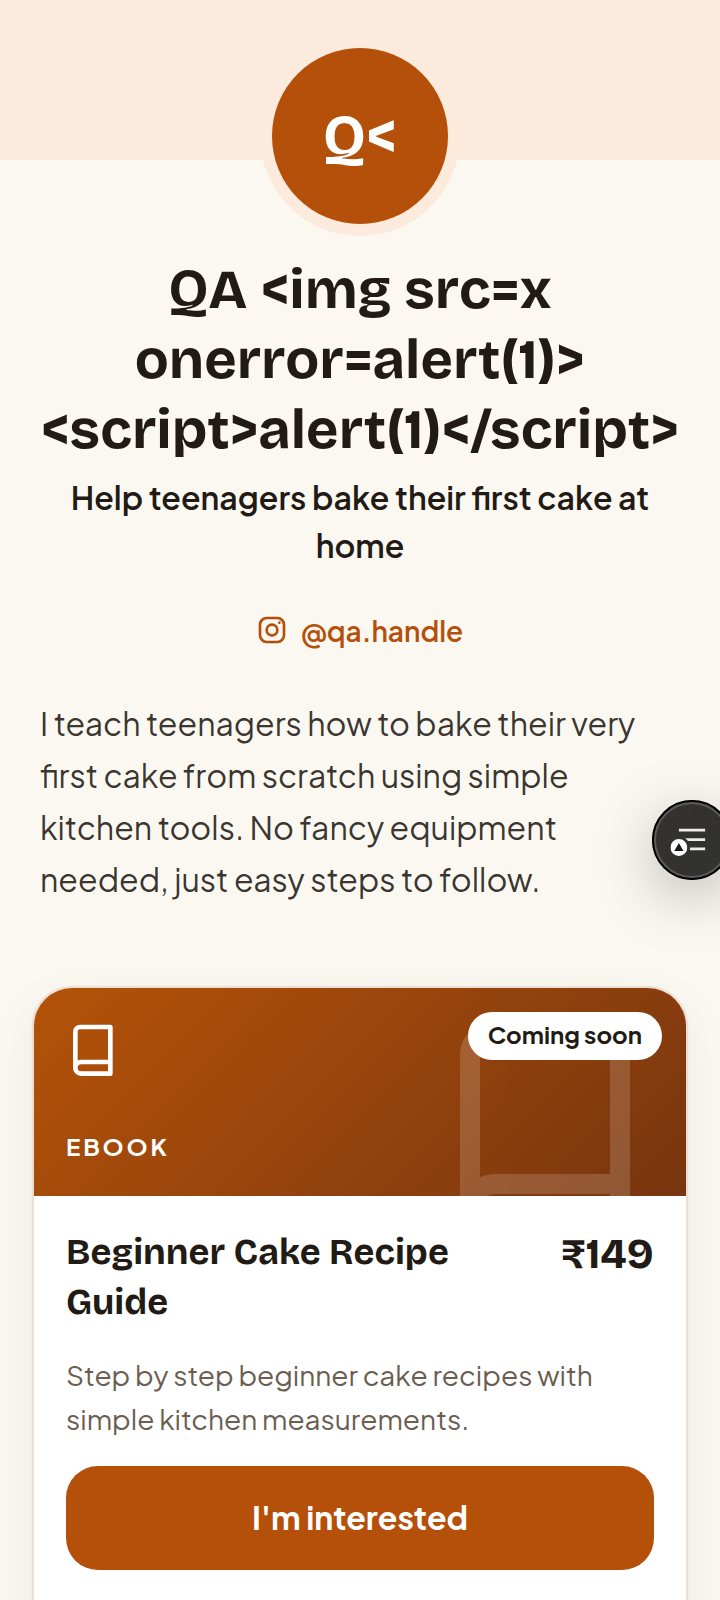 Q<
QA <img src=x
onerror=alert(1)>
<script>alert(1)</script>
Help teenagers bake their first cake at
home
@qa.handle
I teach teenagers how to bake their very
first cake from scratch using simple
kitchen tools. No fancy equipment
needed, just easy steps to follow.
Coming soon
EBOOK
Beginner Cake Recipe
Guide
₹149
Step by step beginner cake recipes with
simple kitchen measurements.
I'm interested